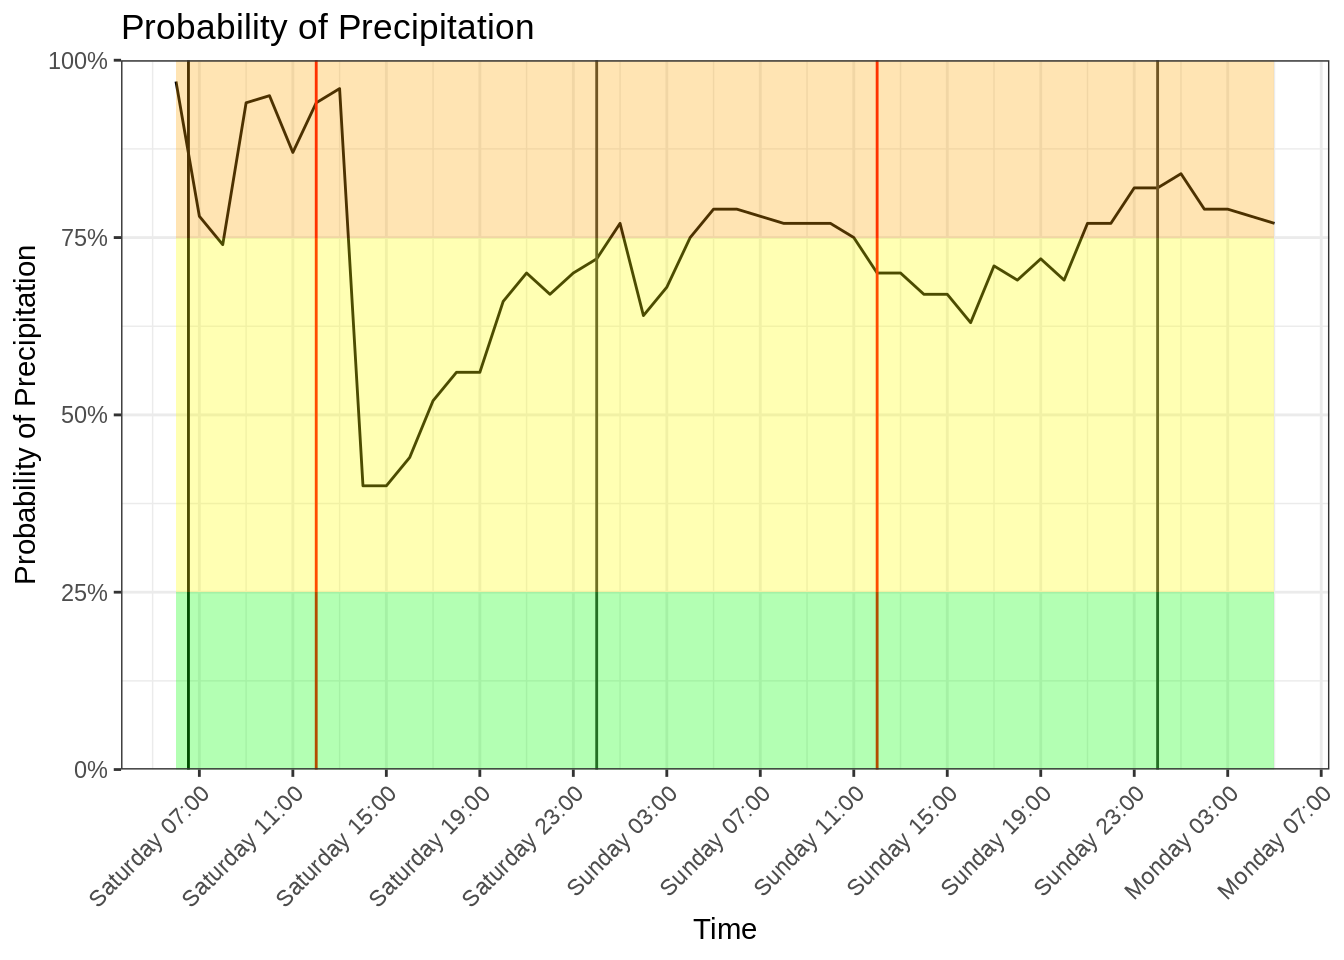 Probability of Precipitation
Probability of Precipitation
100%
75%
50%
25%
0%
Saturday 07:00
Saturday 11:00
Saturday 15:00
Saturday 19:00
Saturday 23:00
Sunday 03:00
Sunday 07:00
Sunday 11:00
Sunday 15:00
Sunday 19:00
Sunday 23:00
Monday 03:00
Monday 07:00
Time